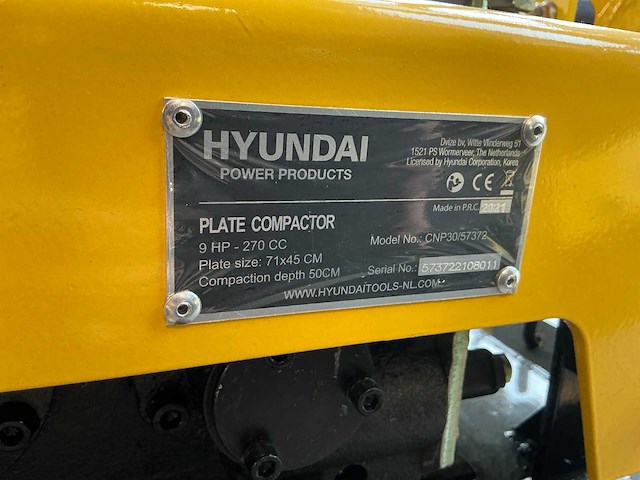 HYUNDAI
POWER PRODUCTS
Dvize bv, Witte Vlinderweg 51
1521 PS Wormerveer, The Netherlands
Licensed by Hyundai Corporation, Korea
CE
Made in P.R.C. 2021
PLATE COMPACTOR
9 HP - 270 CC
Plate size: 71x45 CM
Compaction depth 50CM
Model No.: CNP30/57372
Serial No.: 573722108011
WWW.HYUNDAITOOLS-NL.COM